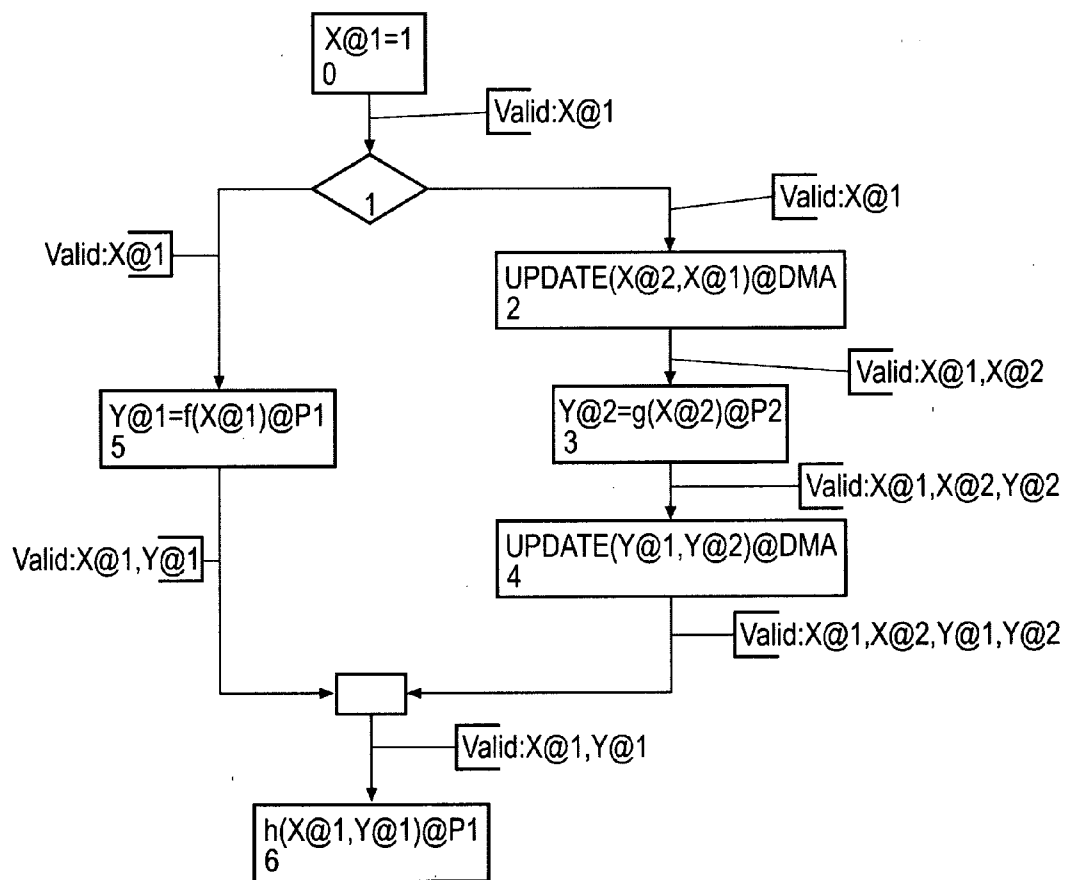 X@1=1
0
Valid:X@1
1
Valid:X@1
Valid:X@1
UPDATE(X@2,X@1)@DMA
2
Valid:X@1,X@2
Y@1=f(X@1)@P1
5
Y@2=g(X@2)@P2
3
Valid:X@1,X@2,Y@2
Valid:X@1,Y@1
UPDATE(Y@1,Y@2)@DMA
4
Valid:X@1,X@2,Y@1,Y@2
Valid:X@1,Y@1
h(X@1,Y@1)@P1
6